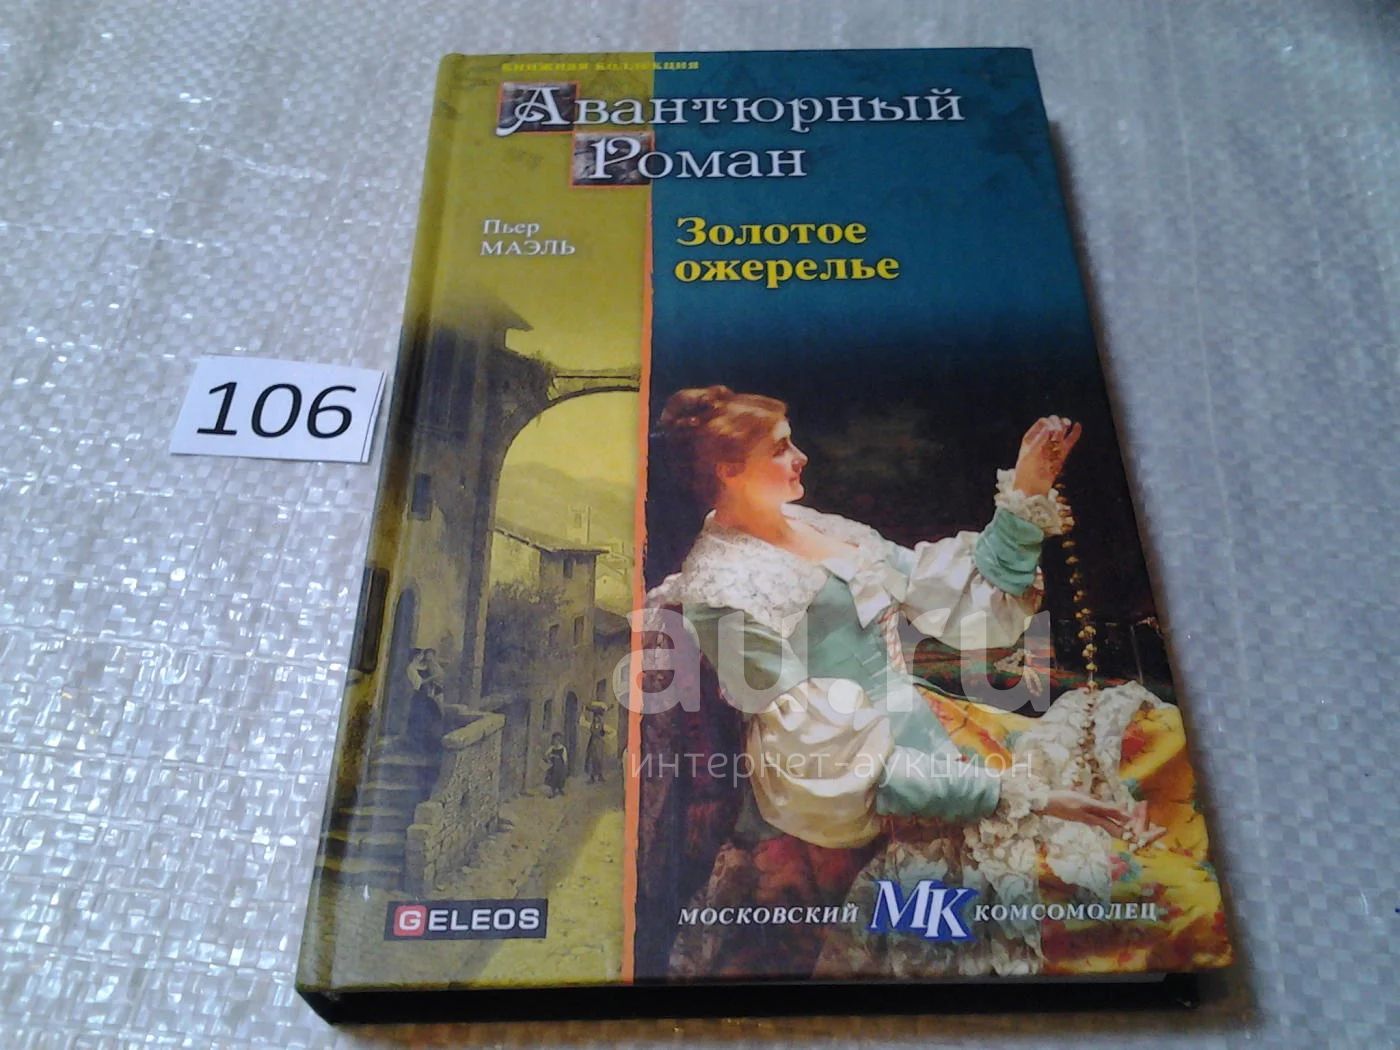 книжная коллекция
Авантюрный
Роман
Пьер
МАЭЛЬ
Золотое
ожерелье
106
au.ru
интернет-аукцион
GELEOS
МОСКОВСКИЙ МК КОМСОМОЛЕЦ